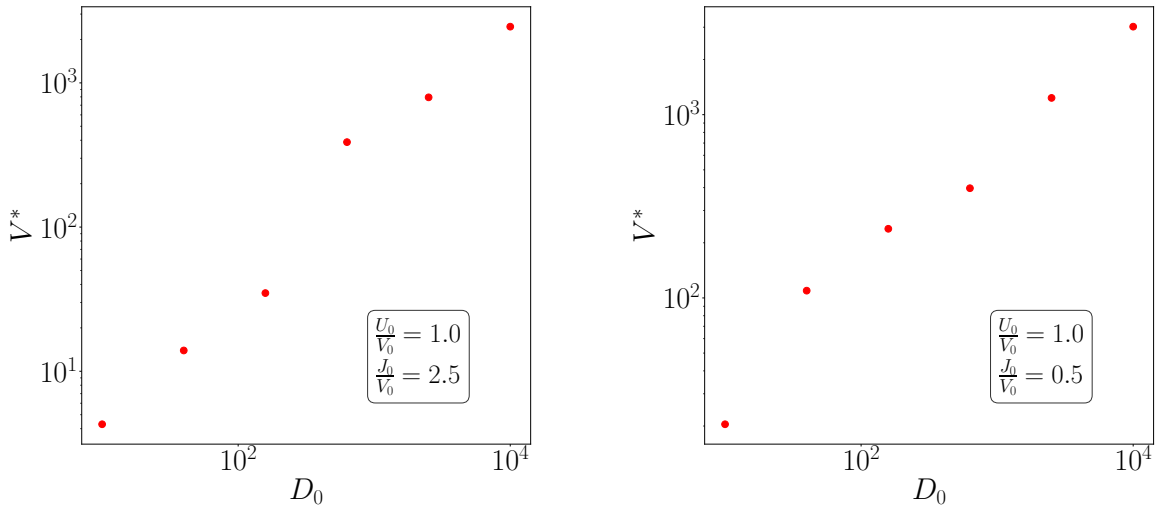 10^3
10^2
10^1
V^*
10^2
10^4
D_0
U_0/V_0 = 1.0
J_0/V_0 = 2.5
10^3
10^2
V^*
10^2
10^4
D_0
U_0/V_0 = 1.0
J_0/V_0 = 0.5